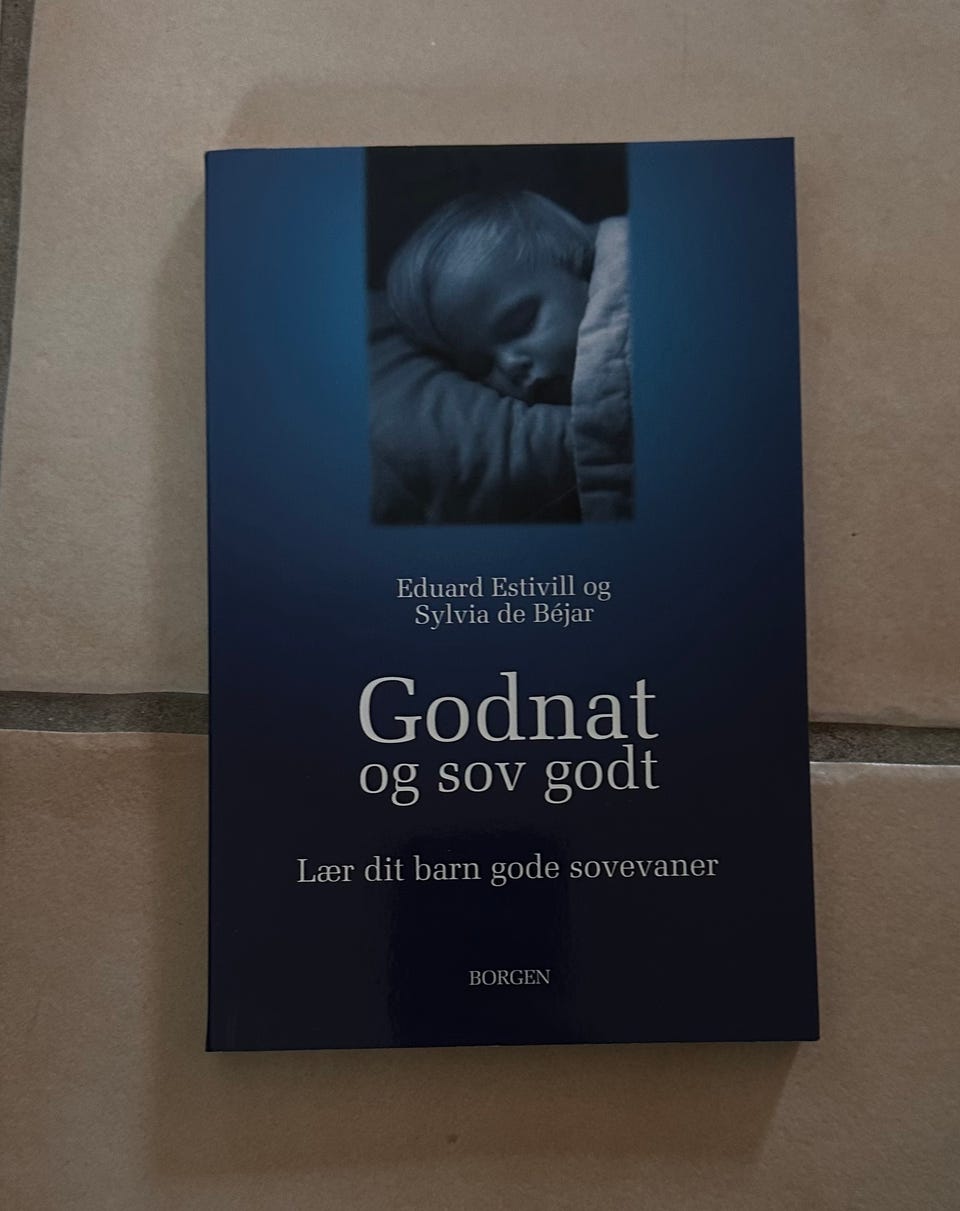 Eduard Estivill og
Sylvia de Béjar
Godnat
og sov godt
Lær dit barn gode sovevaner
BORGEN